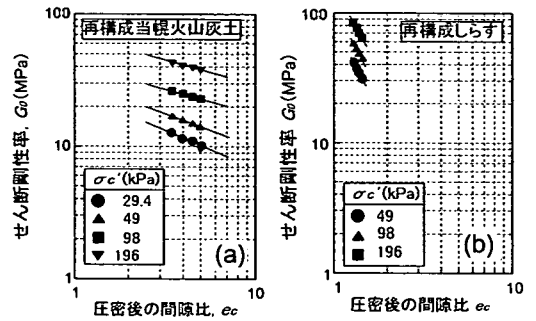 再構成当幌火山灰土
せん断剛性率, G0(MPa)
100
10
1
σc'(kPa)
29.4
49
98
196
(a)
1
10
圧密後の間隙比, ec
再構成しらす
せん断剛性率, G0(MPa)
100
10
1
σc'(kPa)
49
98
196
(b)
1
10
圧密後の間隙比, ec